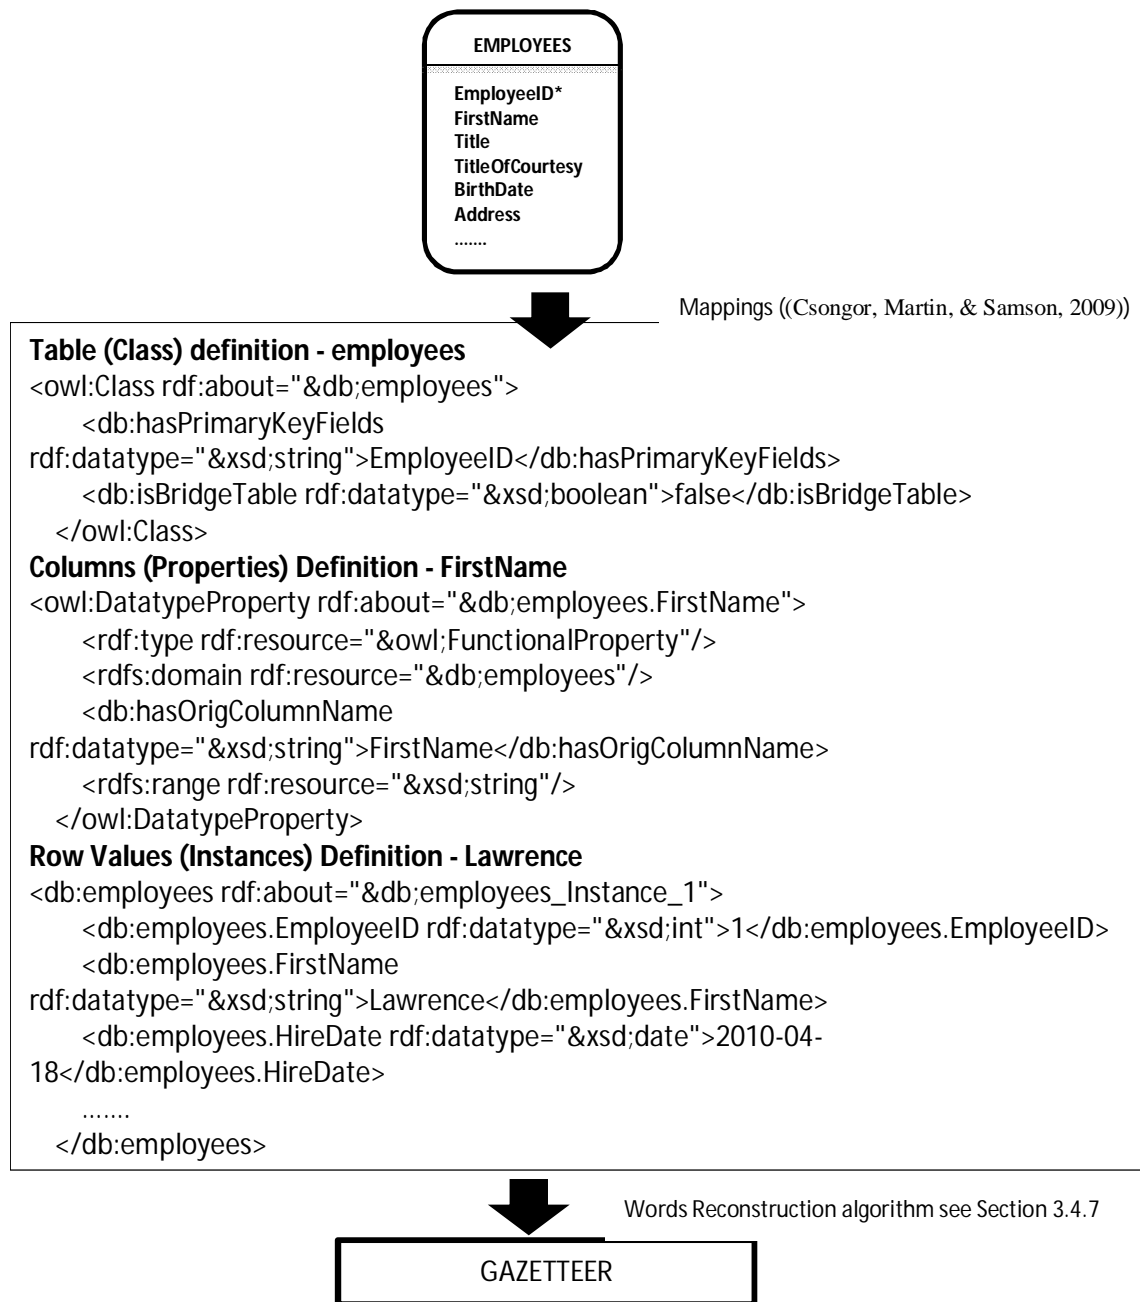 EMPLOYEES
EmployeeID*
FirstName
Title
TitleOfCourtesy
BirthDate
Address
.......
Mappings ((Csongor, Martin, & Samson, 2009))
Table (Class) definition - employees
<owl:Class rdf:about="&db;employees">
<db:hasPrimaryKeyFields
rdf:datatype="&xsd;string">EmployeeID</db:hasPrimaryKeyFields>
<db:isBridgeTable rdf:datatype="&xsd;boolean">false</db:isBridgeTable>
</owl:Class>
Columns (Properties) Definition - FirstName
<owl:DatatypeProperty rdf:about="&db;employees.FirstName">
<rdf:type rdf:resource="&owl;FunctionalProperty"/>
<rdfs:domain rdf:resource="&db;employees"/>
<db:hasOrigColumnName
rdf:datatype="&xsd;string">FirstName</db:hasOrigColumnName>
<rdfs:range rdf:resource="&xsd;string"/>
</owl:DatatypeProperty>
Row Values (Instances) Definition - Lawrence
<db:employees rdf:about="&db;employees_Instance_1">
<db:employees.EmployeeID rdf:datatype="&xsd;int">1</db:employees.EmployeeID>
<db:employees.FirstName
rdf:datatype="&xsd;string">Lawrence</db:employees.FirstName>
<db:employees.HireDate rdf:datatype="&xsd;date">2010-04-
18</db:employees.HireDate>
.......
</db:employees>
Words Reconstruction algorithm see Section 3.4.7
GAZETTEER